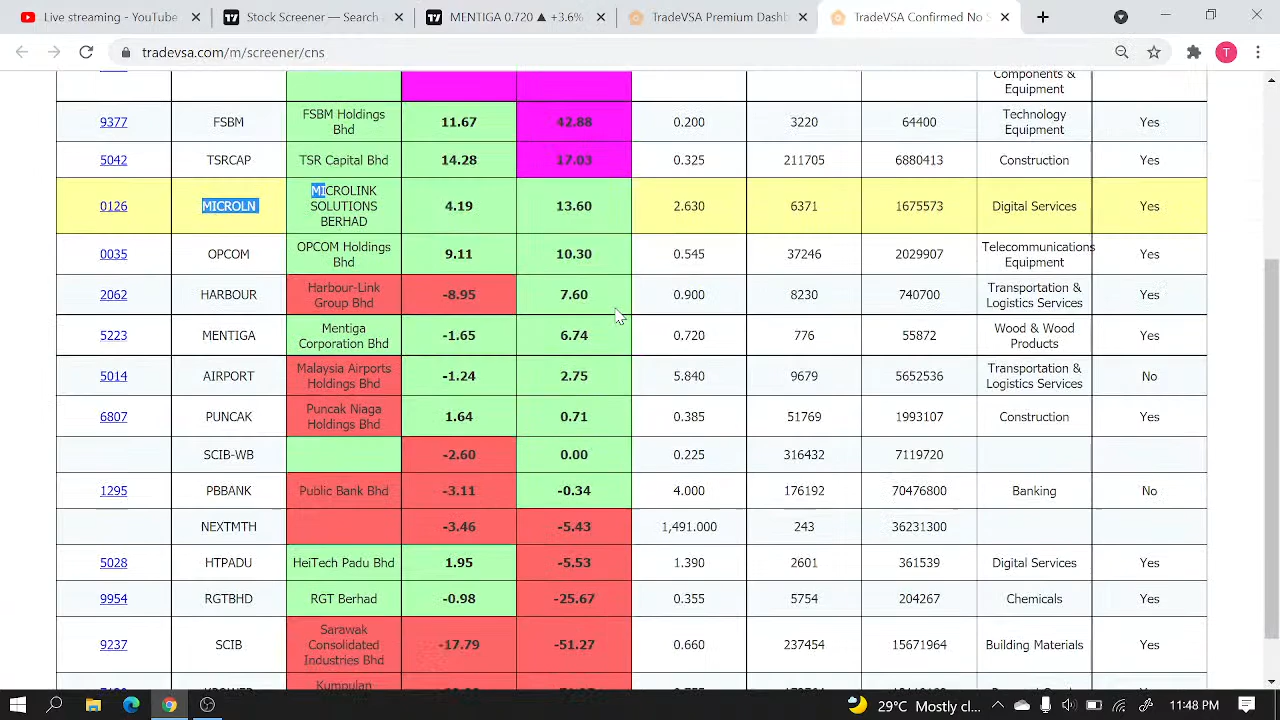 Live streaming - YouTube
Stock Screener — Trad
MENTIGA 0.720 ▲ +3.6%
TradeVSA Premium Dashb
TradeVSA Confirmed No S
tradevsa.com/m/screener/cns
T
Components &
Equipment
9377 FSBM FSBM Holdings
Bhd 11.67 42.88 0.200 3220 64400 Technology
Equipment Yes
5042 TSRCAP TSR Capital Bhd 14.28 17.03 0.325 211705 6880413 Construction Yes
0126 MICROLN MICROLINK
SOLUTIONS
BERHAD 4.19 13.60 2.630 6371 1675573 Digital Services Yes
0035 OPCOM OPCOM Holdings
Bhd 9.11 10.30 0.545 37246 2029907 Telecommunications
Equipment Yes
2062 HARBOUR Harbour-Link
Group Bhd -8.95 7.60 0.900 8230 740700 Transportation &
Logistics Services Yes
5223 MENTIGA Mentiga
Corporation Bhd -1.65 6.74 0.720 776 55872 Wood & Wood
Products Yes
5014 AIRPORT Malaysia Airports
Holdings Bhd -1.24 2.75 5.840 9679 5652536 Transportation &
Logistics Services No
6807 PUNCAK Puncak Niaga
Holdings Bhd 1.64 0.71 0.385 51769 1993107 Construction Yes
SCIB-WB -2.60 0.00 0.225 316432 7119720
1295 PBBANK Public Bank Bhd -3.11 -0.34 4.000 176192 70476800 Banking No
NEXTMTH -3.46 -5.43 1,491.000 243 36231300
5028 HTPADU HeiTech Padu Bhd 1.95 -5.53 1.390 2601 361539 Digital Services Yes
9954 RGTBHD RGT Berhad -0.98 -25.67 0.355 5754 204267 Chemicals Yes
9237 SCIB Sarawak
Consolidated
Industries Bhd -17.79 -51.27 0.660 237454 15671964 Building Materials Yes
Kumpulan
29°C Mostly cl...
11:48 PM